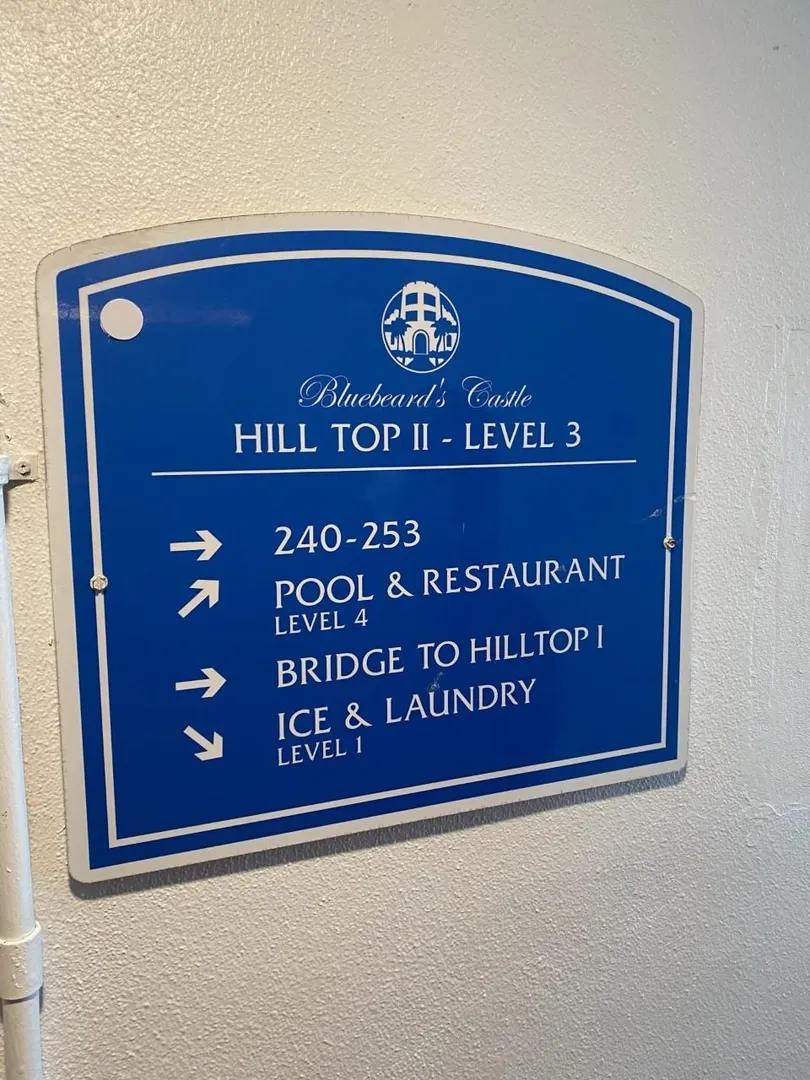 Bluebeard's Castle
HILL TOP II - LEVEL 3
240-253
POOL & RESTAURANT
LEVEL 4
BRIDGE TO HILLTOP I
ICE & LAUNDRY
LEVEL 1